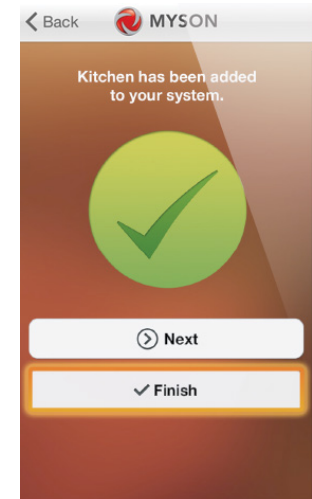 Back
MYSON
Kitchen has been added
to your system.
Next
Finish